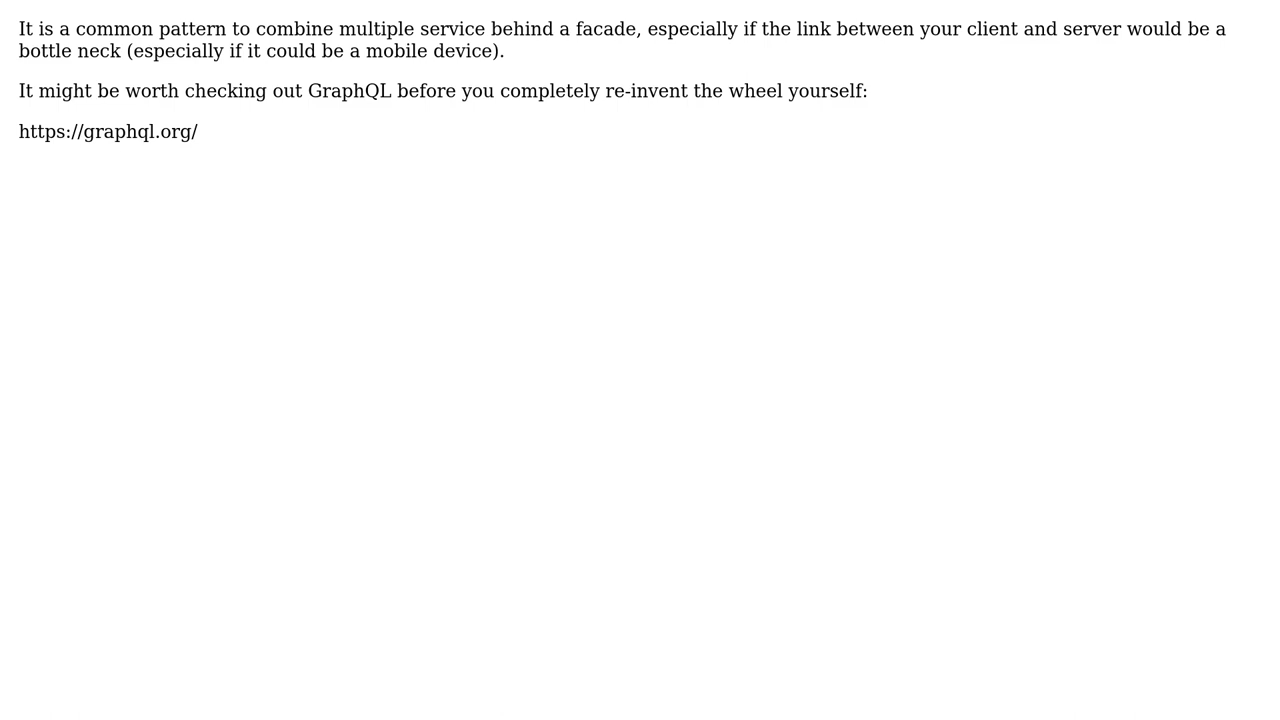 It is a common pattern to combine multiple service behind a facade, especially if the link between your client and server would be a
bottle neck (especially if it could be a mobile device).
It might be worth checking out GraphQL before you completely re-invent the wheel yourself:
https://graphql.org/